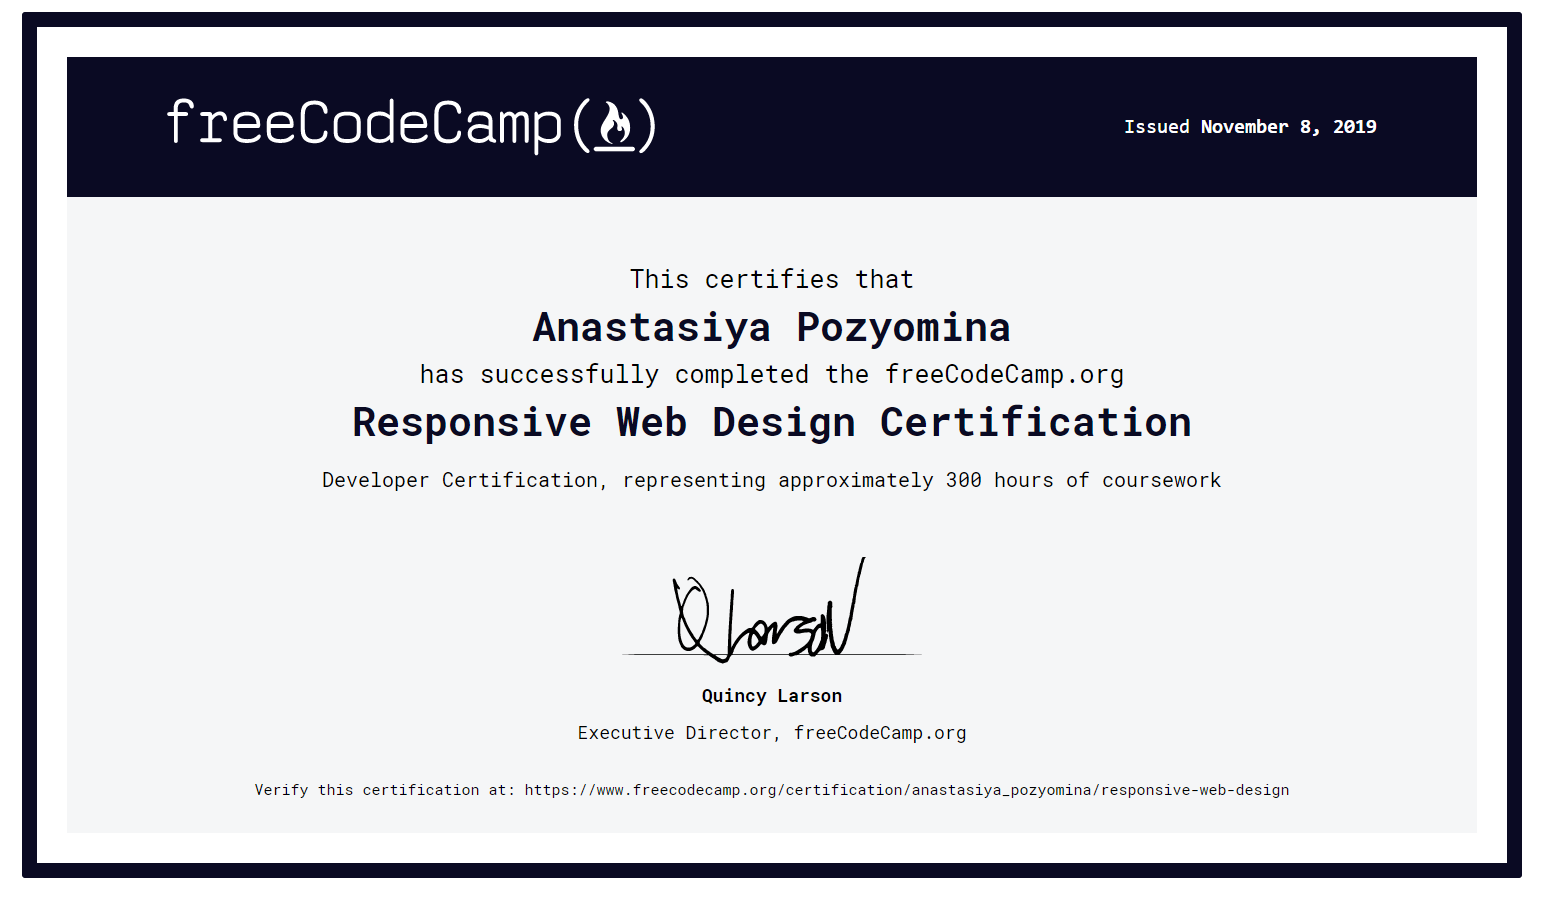 freeCodeCamp()
Issued November 8, 2019
This certifies that
Anastasiya Pozyomina
has successfully completed the freeCodeCamp.org
Responsive Web Design Certification
Developer Certification, representing approximately 300 hours of coursework
Q Larson
Quincy Larson
Executive Director, freeCodeCamp.org
Verify this certification at: https://www.freecodecamp.org/certification/anastasiya_pozyomina/responsive-web-design